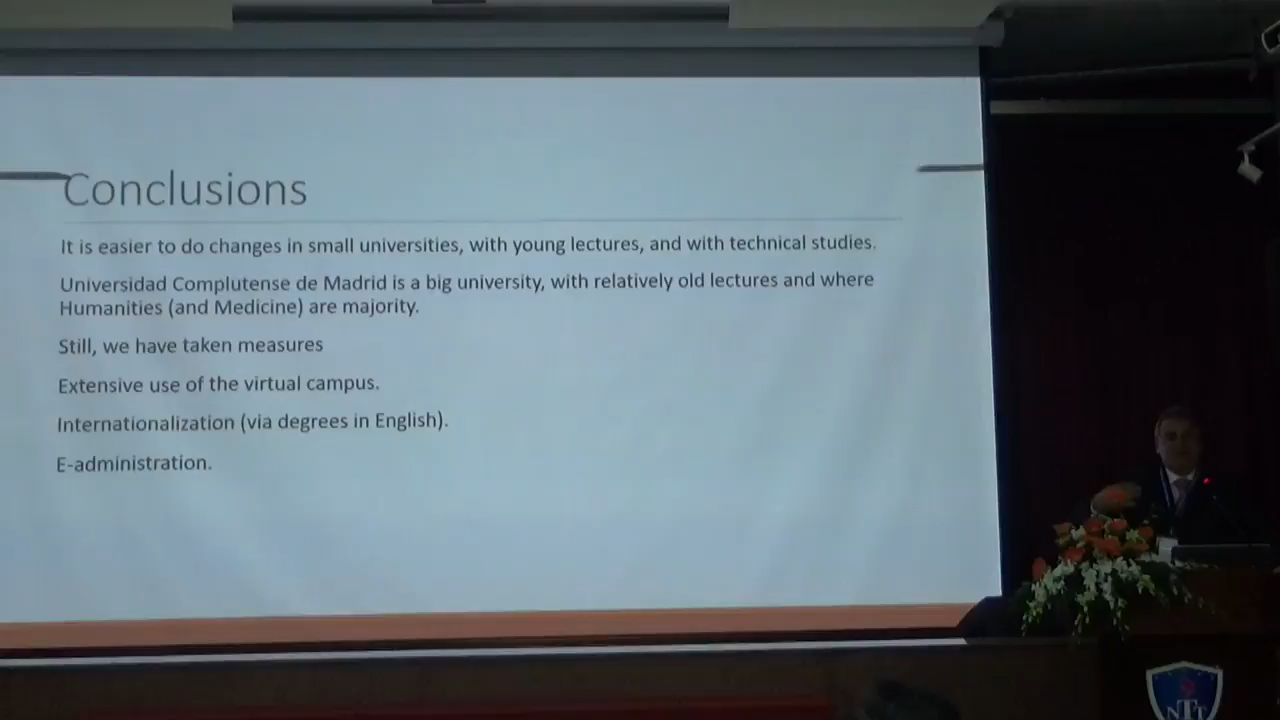 Conclusions
It is easier to do changes in small universities, with young lectures, and with technical studies.
Universidad Complutense de Madrid is a big university, with relatively old lectures and where
Humanities (and Medicine) are majority.
Still, we have taken measures
Extensive use of the virtual campus.
Internationalization (via degrees in English).
E-administration.
NTT